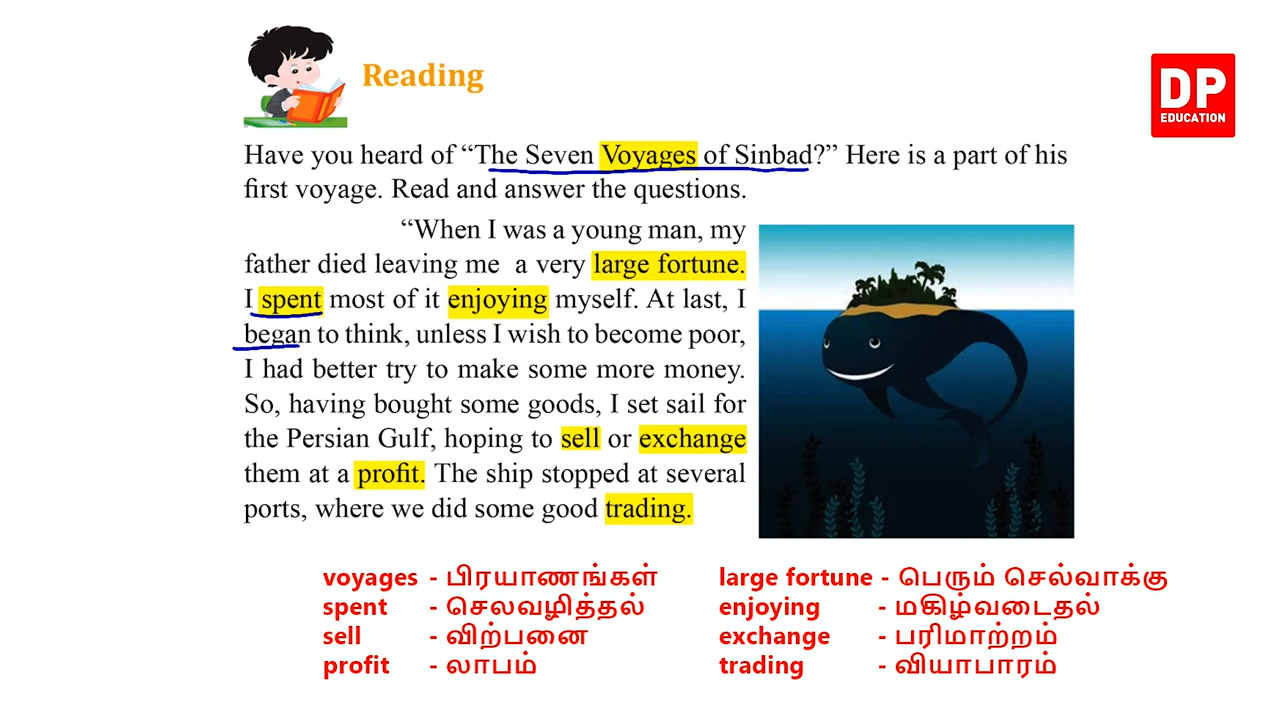 Reading
DP
EDUCATION
Have you heard of “The Seven Voyages of Sinbad?” Here is a part of his
first voyage. Read and answer the questions.
“When I was a young man, my
father died leaving me a very large fortune.
I spent most of it enjoying myself. At last, I
began to think, unless I wish to become poor,
I had better try to make some more money.
So, having bought some goods, I set sail for
the Persian Gulf, hoping to sell or exchange
them at a profit. The ship stopped at several
ports, where we did some good trading.
voyages - பிரயாணங்கள்
spent - செலவழித்தல்
sell - விற்பனை
profit - லாபம்
large fortune - பெரும் செல்வாக்கு
enjoying - மகிழ்வடைதல்
exchange - பரிமாற்றம்
trading - வியாபாரம்